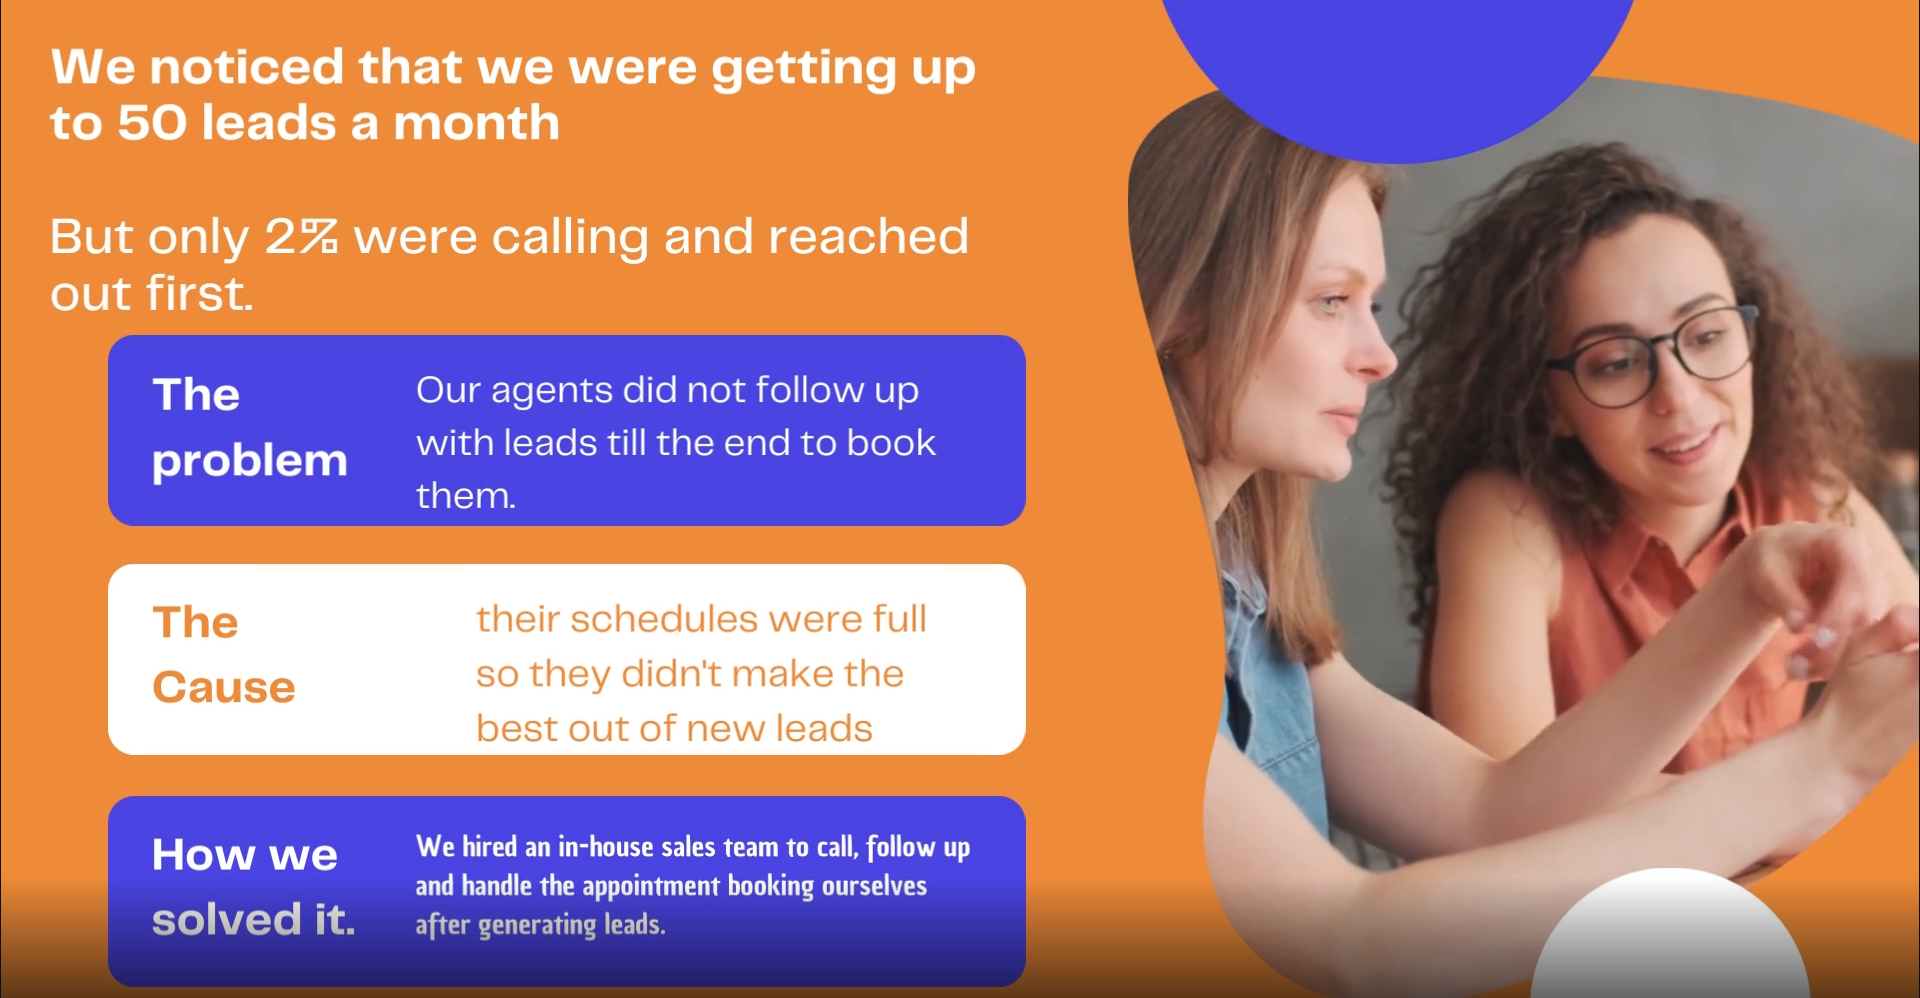 We noticed that we were getting up
to 50 leads a month
But only 2% were calling and reached
out first.
The
problem
Our agents did not follow up
with leads till the end to book
them.
The
Cause
their schedules were full
so they didn't make the
best out of new leads
How we
solved it.
We hired an in-house sales team to call, follow up
and handle the appointment booking ourselves
after generating leads.